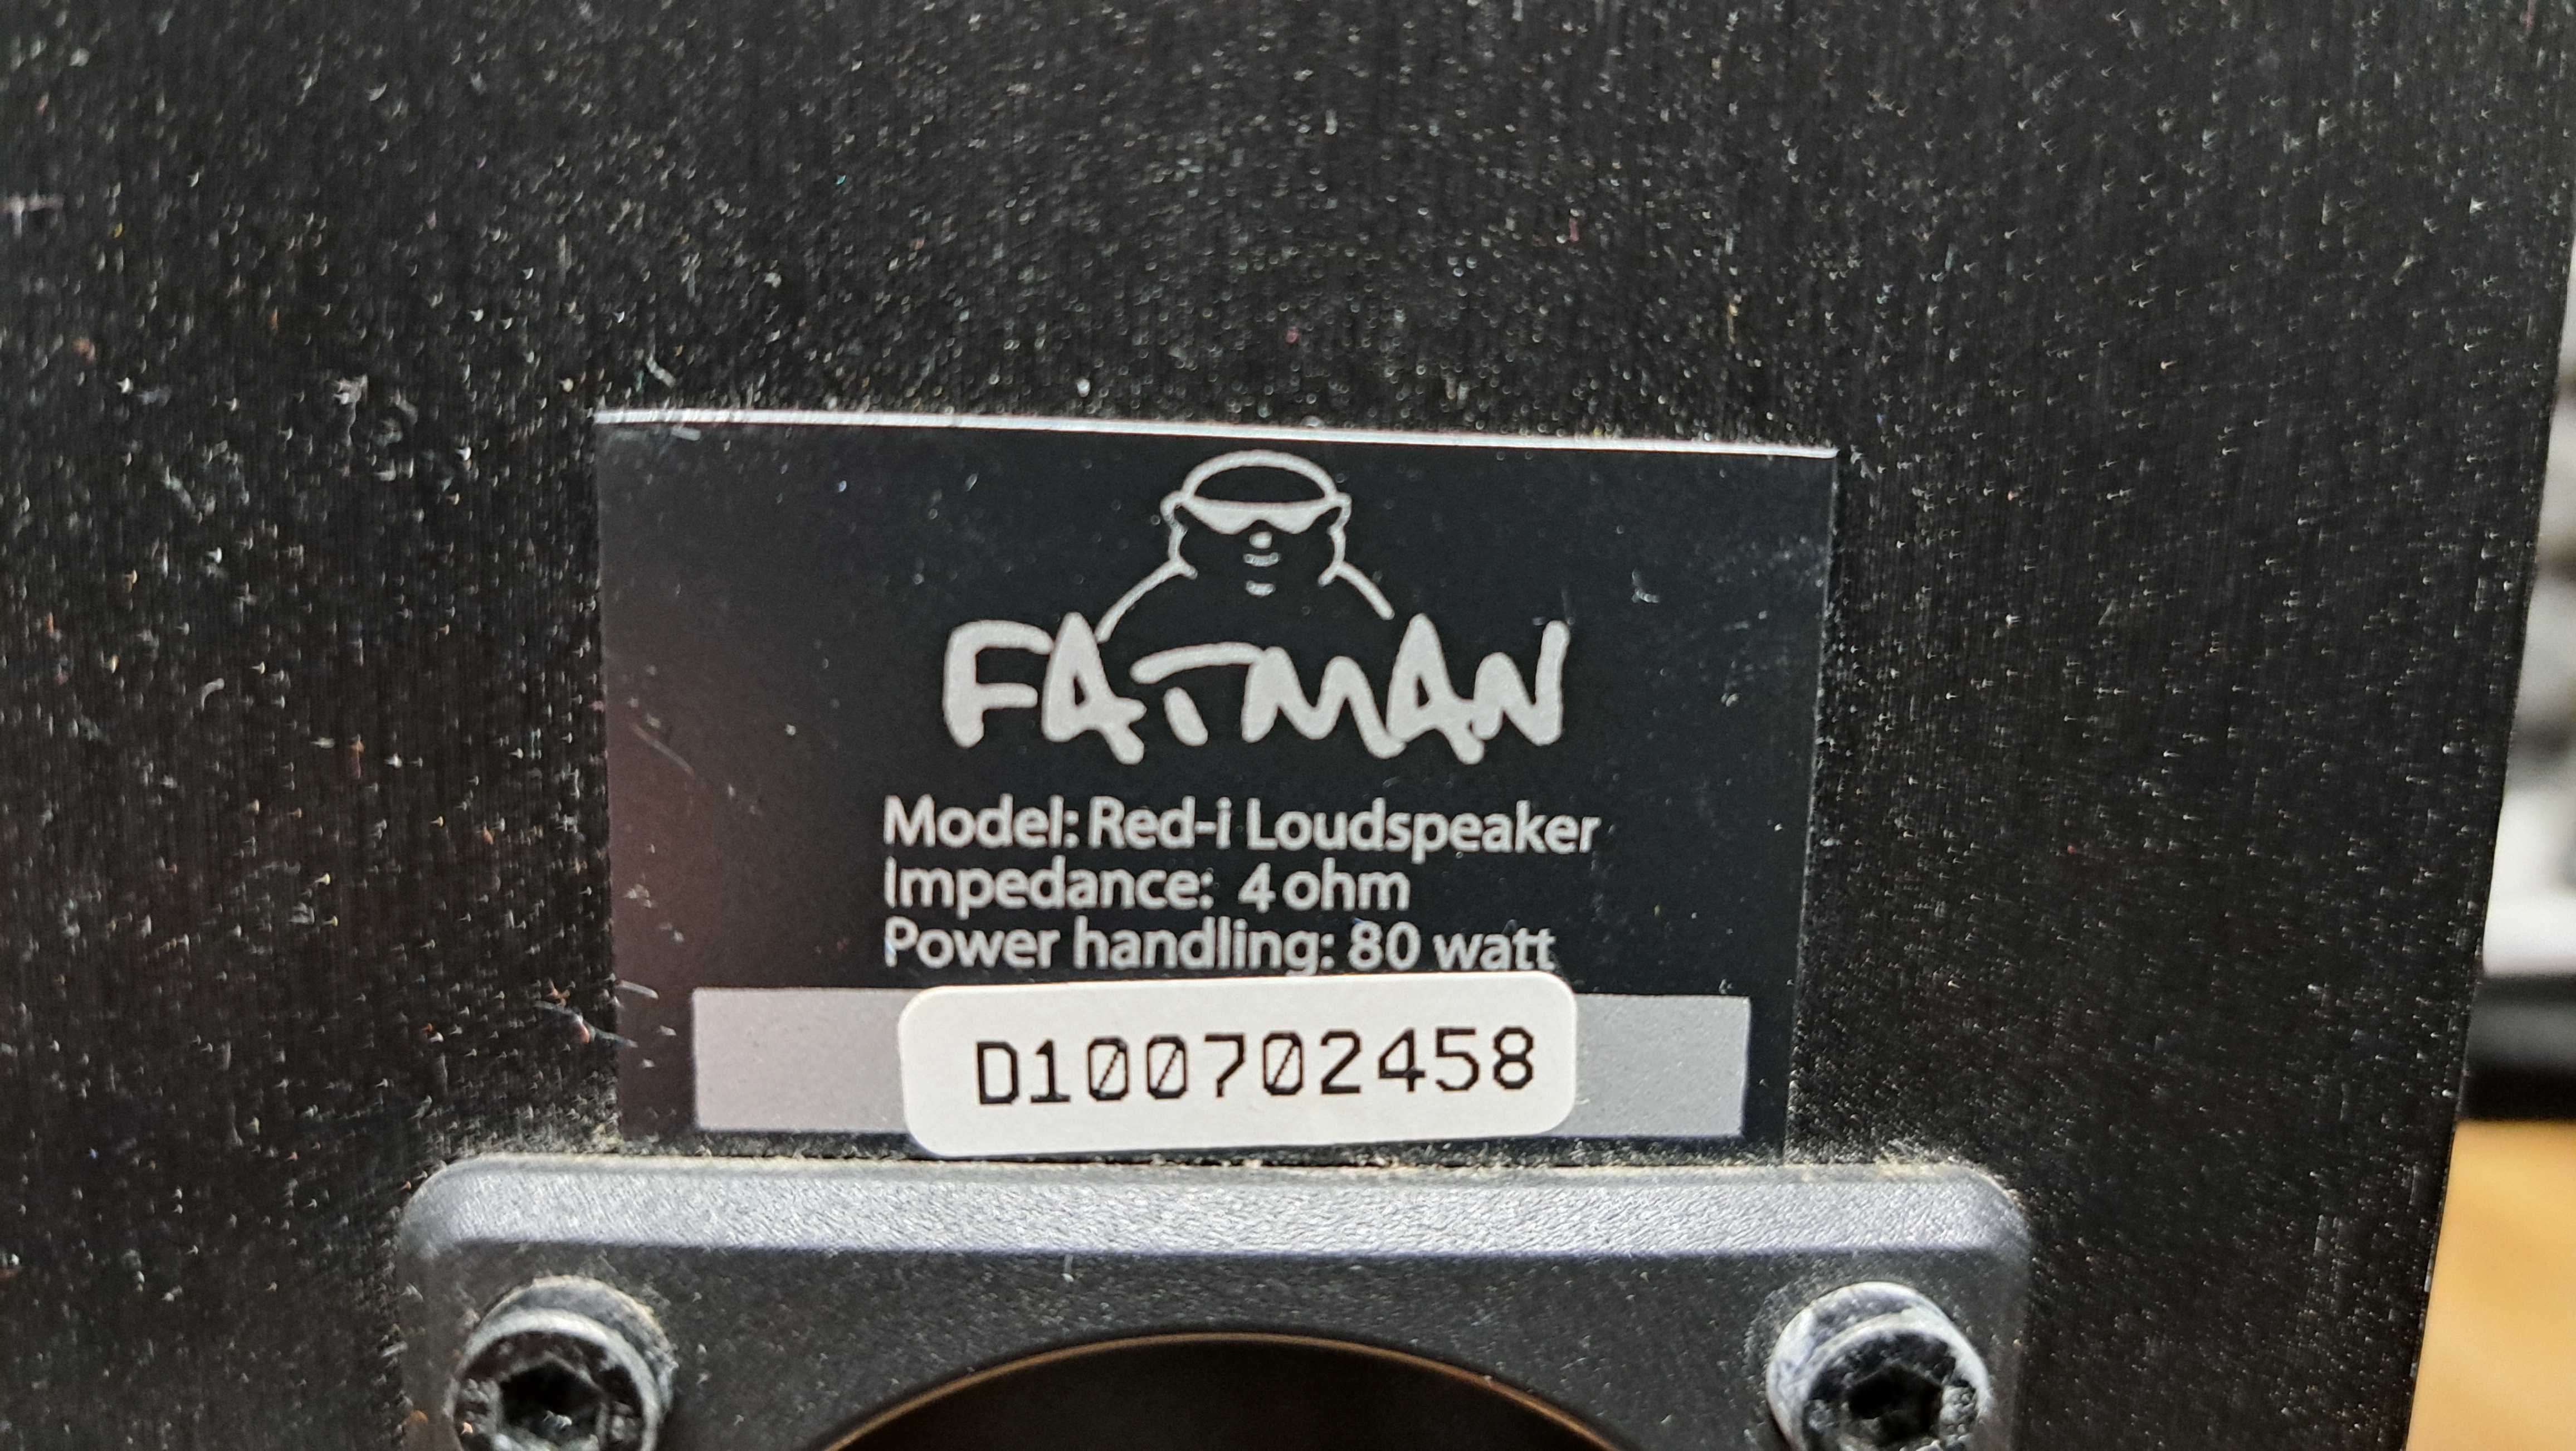 FATMAN
Model: Red-i Loudspeaker
Impedance: 4 ohm
Power handling: 80 watt
D100702458